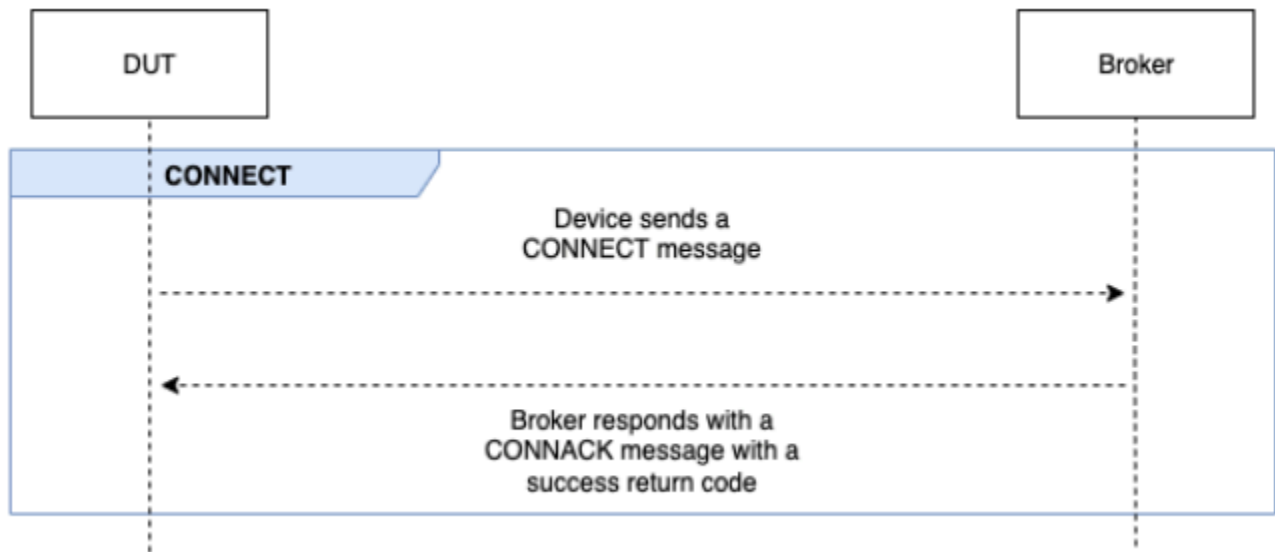 DUT
Broker
CONNECT
Device sends a
CONNECT message
Broker responds with a
CONNACK message with a
success return code